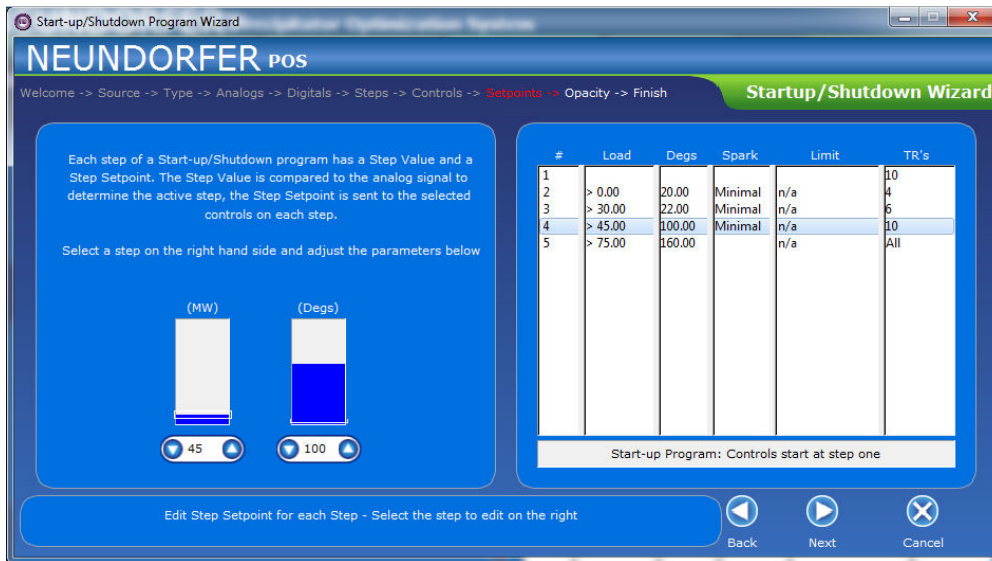 Start-up/Shutdown Program Wizard
NEUNDORFER POS
Welcome -> Source -> Type -> Analogs -> Digitals -> Steps -> Controls -> Setpoints -> Opacity -> Finish
Startup/Shutdown Wizard
Each step of a Start-up/Shutdown program has a Step Value and a
Step Setpoint. The Step Value is compared to the analog signal to
determine the active step, the Step Setpoint is sent to the selected
controls on each step.
Select a step on the right hand side and adjust the parameters below
(MW) (Degs)
45 100
# Load Degs Spark Limit TR's
1 10
2 > 0.00 20.00 Minimal n/a 4
3 > 30.00 22.00 Minimal n/a 6
4 > 45.00 100.00 Minimal n/a 10
5 > 75.00 160.00 n/a All
Start-up Program: Controls start at step one
Edit Step Setpoint for each Step - Select the step to edit on the right
Back Next Cancel